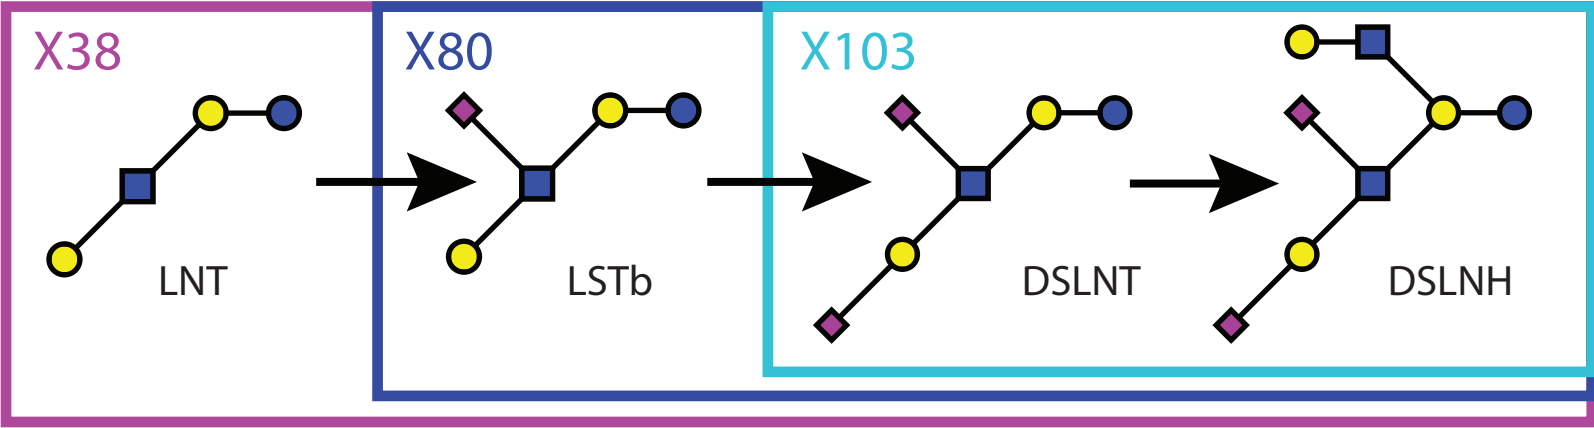 X38
X80
X103
LNT
LSTb
DSLNT
DSLNH